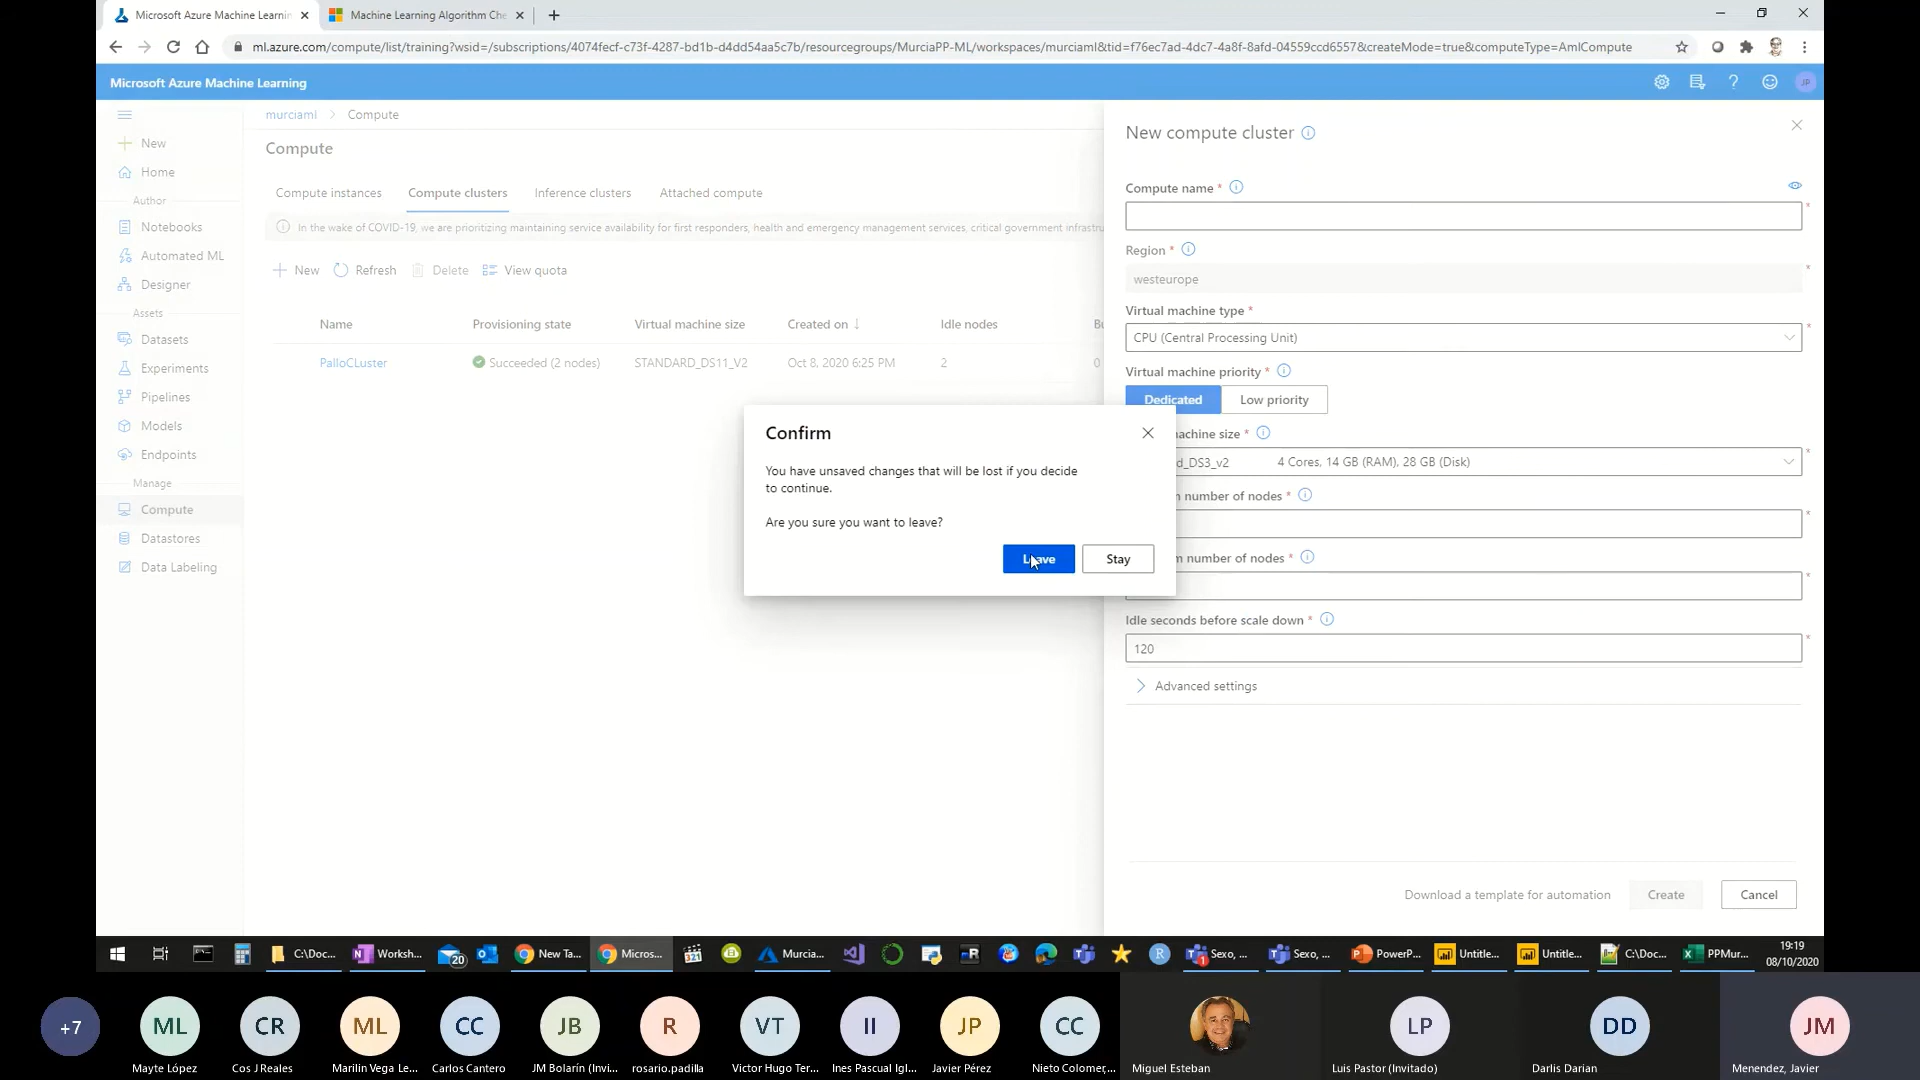 Microsoft Azure Machine Learnin
Machine Learning Algorithm Che
ml.azure.com/compute/list/training?wsid=/subscriptions/4074fecf-c73f-4287-bd1b-d4dd54aa5c7b/resourcegroups/MurciaPP-ML/workspaces/murciaml&tid=f76ec7ad-4dc7-4a8f-8afd-04559ccd6557&createMode=true&computeType=AmlCompute
Microsoft Azure Machine Learning
JP
New
Home
Author
Notebooks
Automated ML
Designer
Assets
Datasets
Experiments
Pipelines
Models
Endpoints
Manage
Compute
Datastores
Data Labeling
murciaml > Compute
Compute
Compute instances Compute clusters Inference clusters Attached compute
In the wake of COVID-19, we are prioritizing maintaining service availability for first responders, health and emergency management services, critical government infrastru
New Refresh Delete View quota
Name Provisioning state Virtual machine size Created on ↓ Idle nodes Bu
PalloCLuster Succeeded (2 nodes) STANDARD_DS11_V2 Oct 8, 2020 6:25 PM 2 0
New compute cluster
Compute name *
Region *
westeurope
Virtual machine type *
CPU (Central Processing Unit)
Virtual machine priority *
Dedicated Low priority
achine size *
d_DS3_v2 4 Cores, 14 GB (RAM), 28 GB (Disk)
m number of nodes *
m number of nodes *
Idle seconds before scale down *
120
Advanced settings
Download a template for automation Create Cancel
Confirm
You have unsaved changes that will be lost if you decide
to continue.
Are you sure you want to leave?
Leave Stay
20
C:\Doc...
Worksh...
New Ta...
Micros...
321
Murcia...
R
R
1
Sexo, ...
Sexo, ...
PowerP...
Untitle...
Untitle...
C:\Doc...
PPMur...
19:19
08/10/2020
+7
ML
CR
ML
CC
JB
R
VT
II
JP
CC
LP
DD
JM
Mayte López
Cos J Reales
Marilin Vega Le...
Carlos Cantero
JM Bolarín (Invi...
rosario.padilla
Victor Hugo Ter...
Ines Pascual Igl...
Javier Pérez
Nieto Colomer,...
Miguel Esteban
Luis Pastor (Invitado)
Darlis Darian
Menendez, Javier